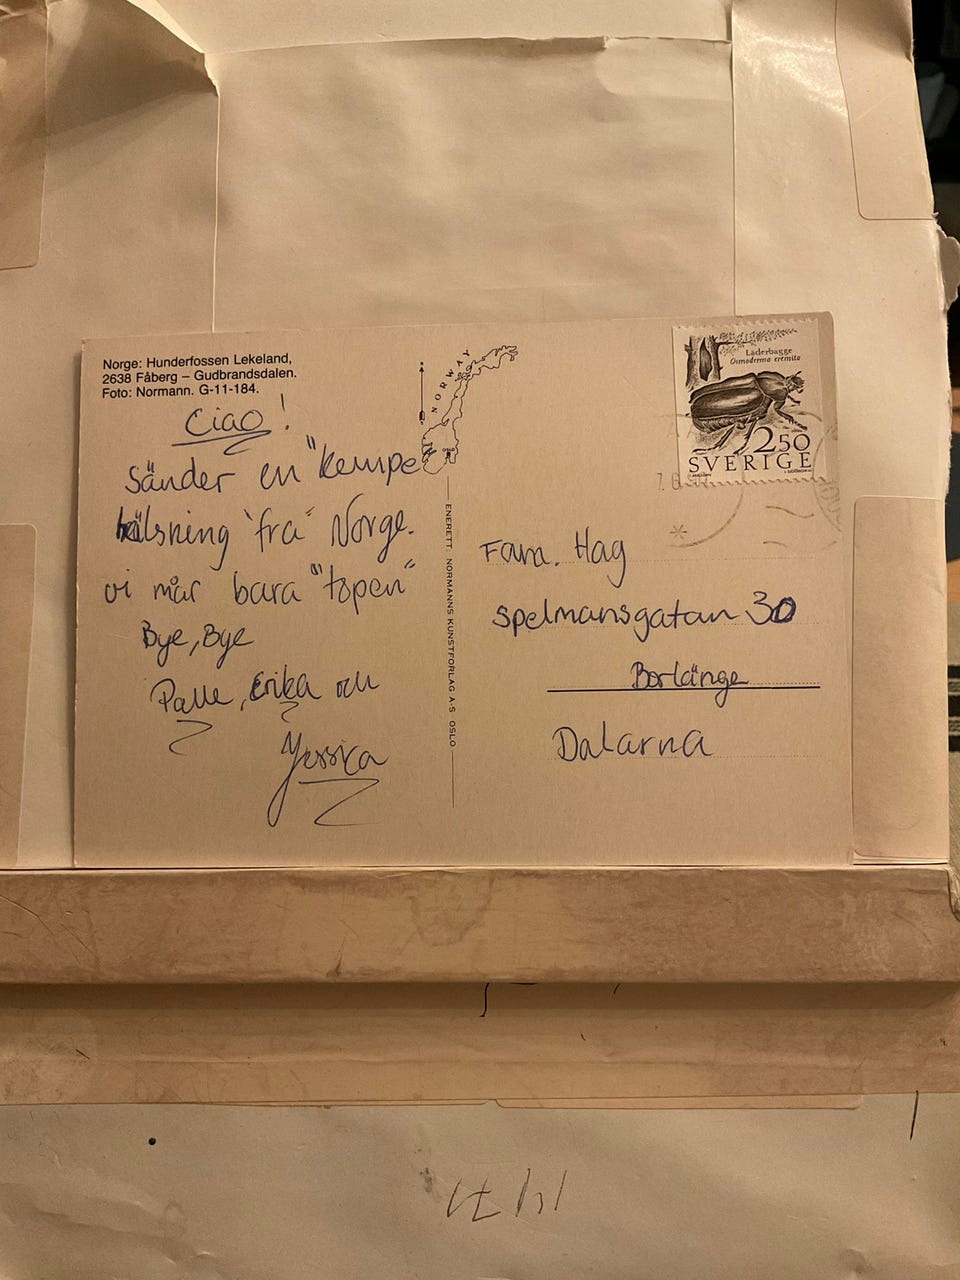 Norge: Hunderfossen Lekeland,
2638 Fåberg – Gudbrandsdalen.
Foto: Normann. G-11-184.
Ciao!
Sänder en "kempe
hälsning "fra" Norge.
vi mår bara "topen"
Bye, Bye
Palle, Erika och
Jessica
NORWAY
OSLO
ENERETT: NORMANNS KUNSTFORLAG A-S OSLO
Läderbagge
Osmoderma eremita
250
SVERIGE
Fam. Hag
Spelmansgatan 30
Borlänge
Dalarna